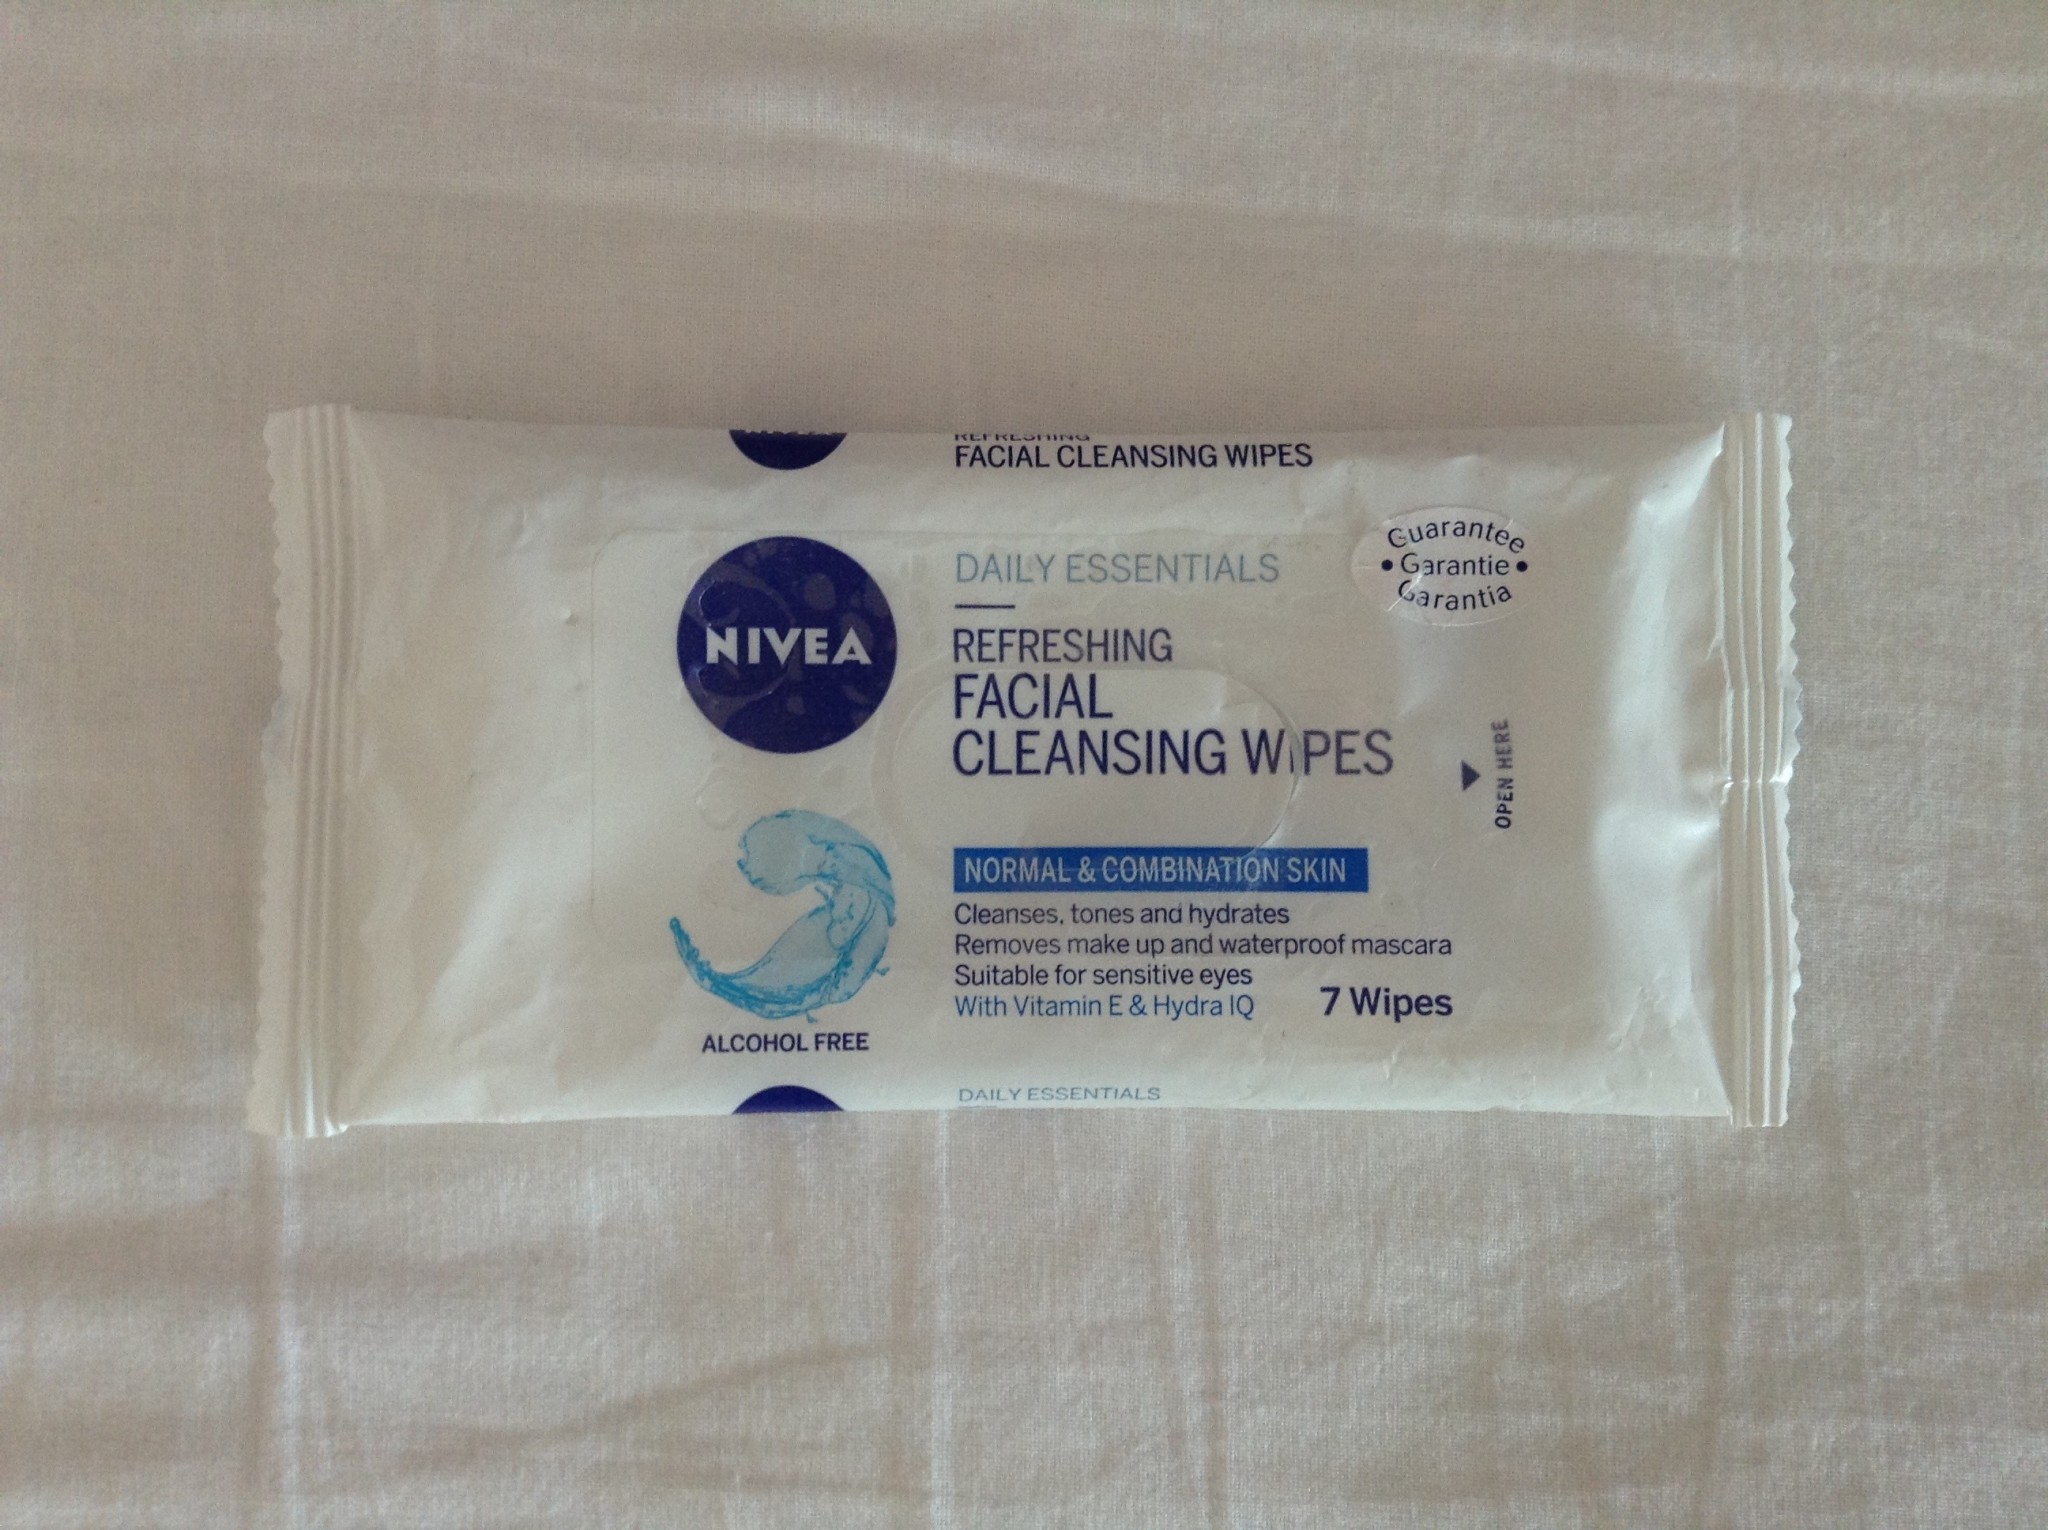 REFRESHING
FACIAL CLEANSING WIPES
NIVEA
DAILY ESSENTIALS
REFRESHING
FACIAL
CLEANSING WIPES
Guarantee
• Garantie •
Garantia
OPEN HERE
NORMAL & COMBINATION SKIN
Cleanses, tones and hydrates
Removes make up and waterproof mascara
Suitable for sensitive eyes
With Vitamin E & Hydra IQ
7 Wipes
ALCOHOL FREE
DAILY ESSENTIALS